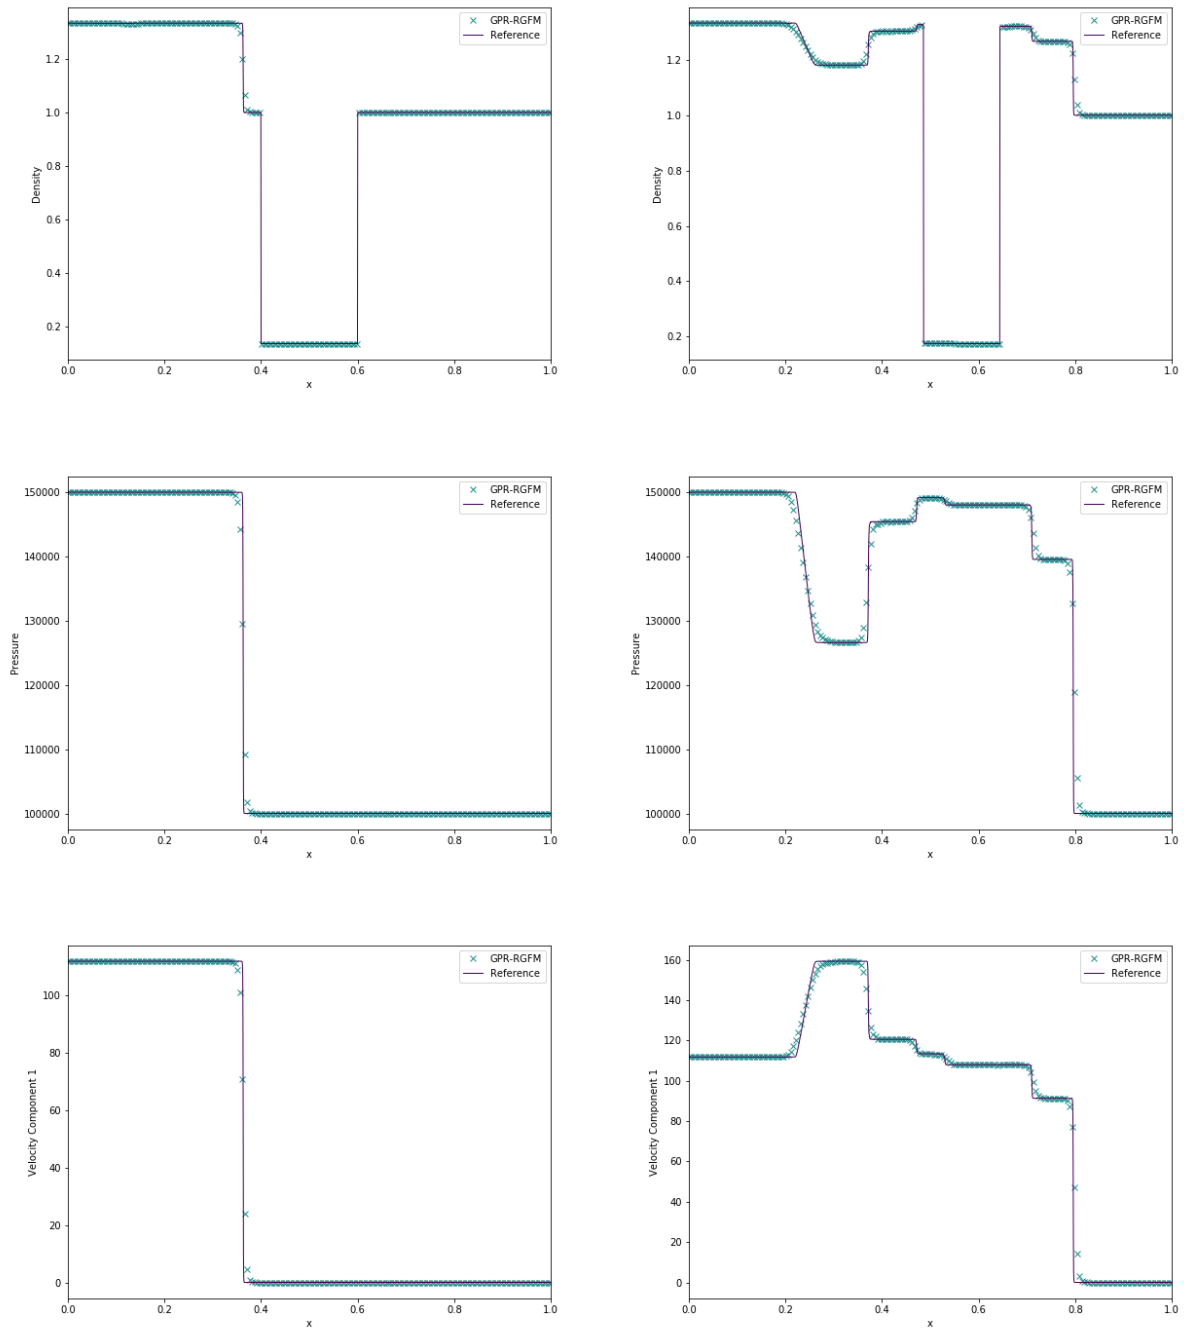 GPR-RGFM
Reference
1.2
1.0
0.8
0.6
0.4
0.2
Density
0.0 0.2 0.4 0.6 0.8 1.0
x
GPR-RGFM
Reference
1.2
1.0
0.8
0.6
0.4
0.2
Density
0.0 0.2 0.4 0.6 0.8 1.0
x
GPR-RGFM
Reference
150000
140000
130000
120000
110000
100000
Pressure
0.0 0.2 0.4 0.6 0.8 1.0
x
GPR-RGFM
Reference
150000
140000
130000
120000
110000
100000
Pressure
0.0 0.2 0.4 0.6 0.8 1.0
x
GPR-RGFM
Reference
100
80
60
40
20
0
Velocity Component 1
0.0 0.2 0.4 0.6 0.8 1.0
x
GPR-RGFM
Reference
160
140
120
100
80
60
40
20
0
Velocity Component 1
0.0 0.2 0.4 0.6 0.8 1.0
x